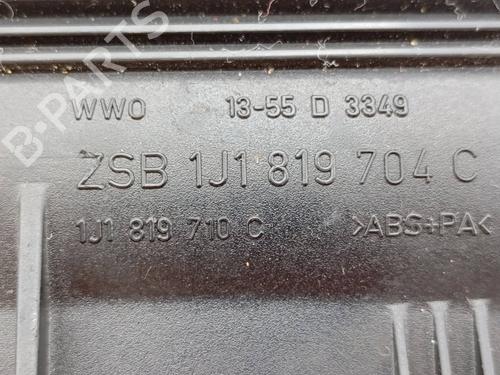 WWO 13-55 D 3349
ZSB 1J1 819 704 C
1J1 819 710 C >ABS+PA<
B-PARTS